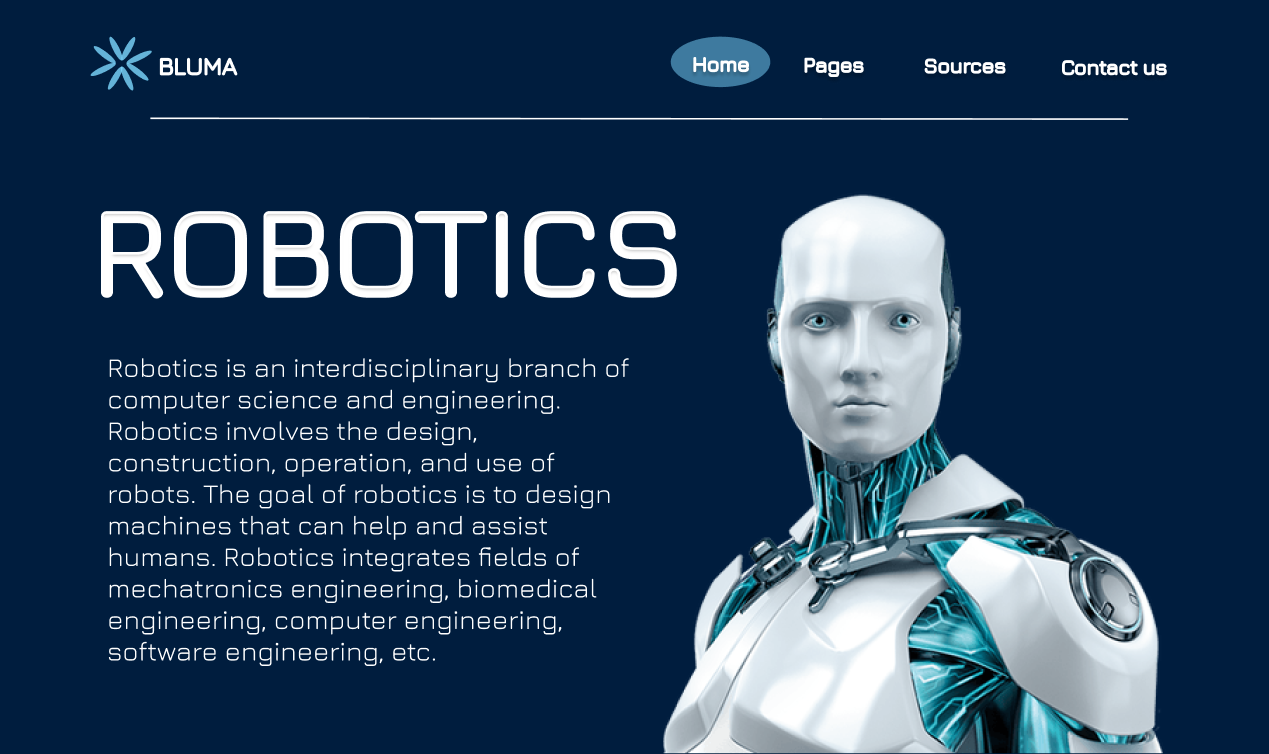 BLUMA
Home
Pages
Sources
Contact us
ROBOTICS
Robotics is an interdisciplinary branch of
computer science and engineering.
Robotics involves the design,
construction, operation, and use of
robots. The goal of robotics is to design
machines that can help and assist
humans. Robotics integrates fields of
mechatronics engineering, biomedical
engineering, computer engineering,
software engineering, etc.